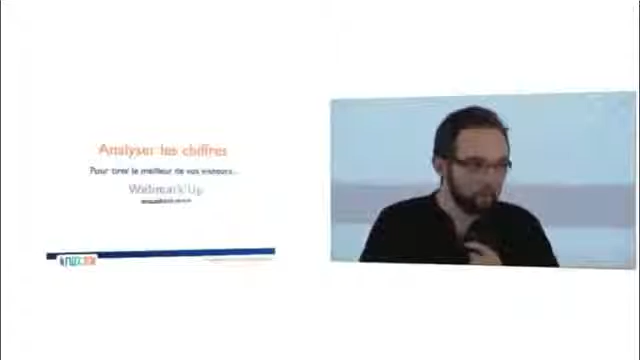 Analyser les chiffres
Pour tirer le meilleur de vos visiteurs...
Webmark'Up